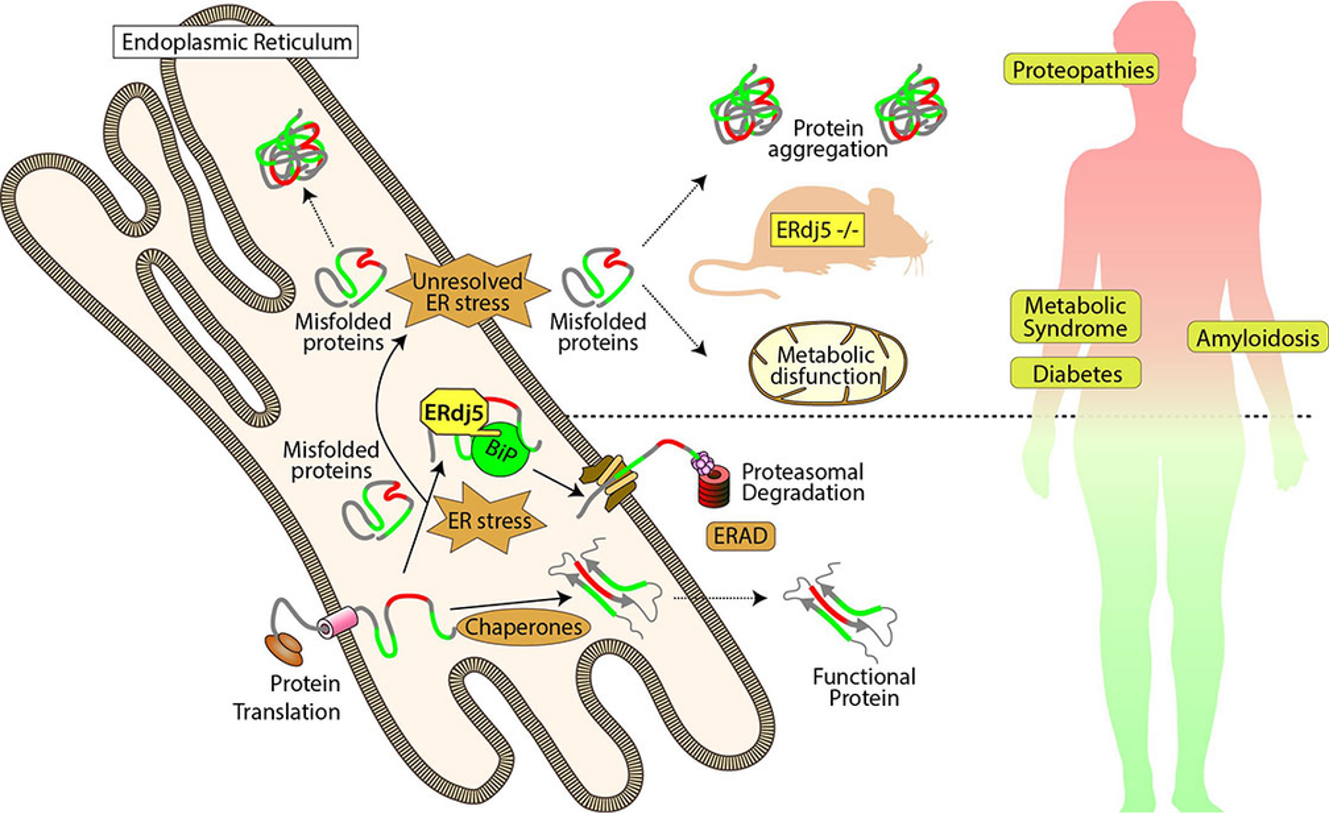 Endoplasmic Reticulum
Proteopathies
Protein
aggregation
ERdj5 -/-
Unresolved
ER stress
Misfolded
proteins
Misfolded
proteins
Metabolic
disfunction
Metabolic
Syndrome
Amyloidosis
Diabetes
ERdj5
BiP
Misfolded
proteins
ER stress
Proteasomal
Degradation
ERAD
Chaperones
Protein
Translation
Functional
Protein